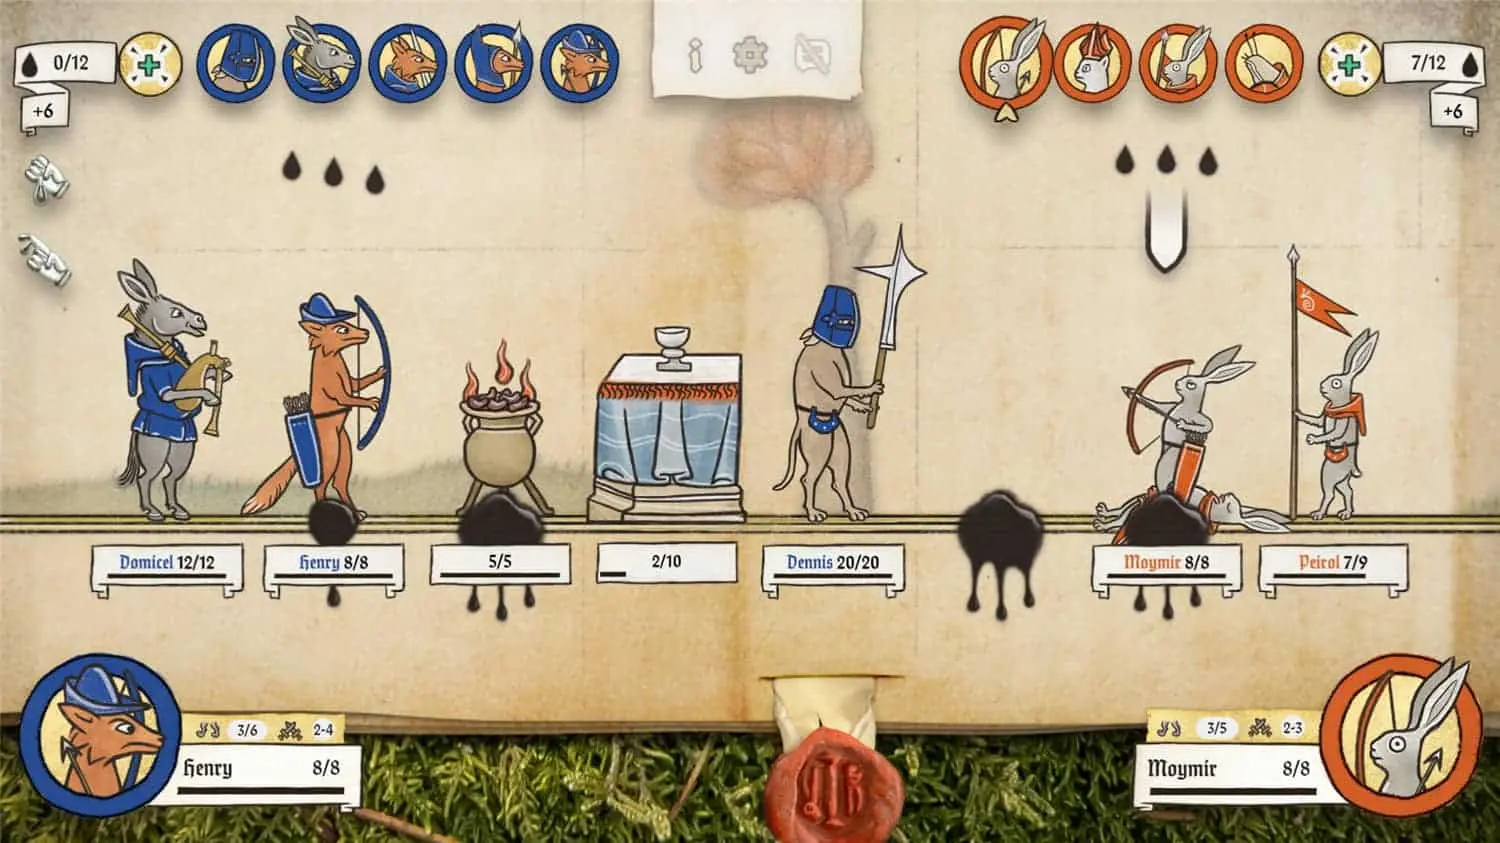 0/12
+6
7/12
+6
Domicel 12/12
Henry 8/8
5/5
2/10
Dennis 20/20
Moymir 8/8
Peirol 7/9
3/6 2-4
Henry 8/8
3/5 2-3
Moymir 8/8